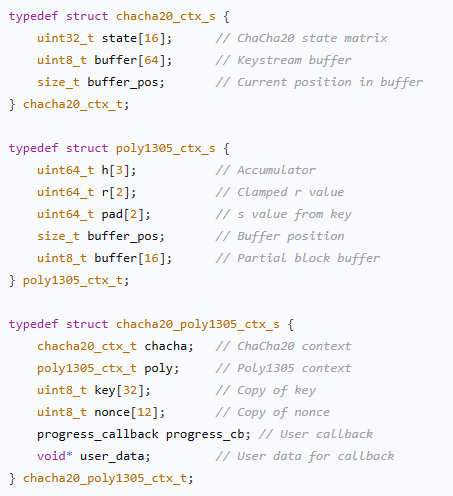 typedef struct chacha20_ctx_s {
    uint32_t state[16];      // ChaCha20 state matrix
    uint8_t buffer[64];      // Keystream buffer
    size_t buffer_pos;       // Current position in buffer
} chacha20_ctx_t;

typedef struct poly1305_ctx_s {
    uint64_t h[3];           // Accumulator
    uint64_t r[2];           // Clamped r value
    uint64_t pad[2];         // s value from key
    size_t buffer_pos;       // Buffer position
    uint8_t buffer[16];      // Partial block buffer
} poly1305_ctx_t;

typedef struct chacha20_poly1305_ctx_s {
    chacha20_ctx_t chacha;   // ChaCha20 context
    poly1305_ctx_t poly;     // Poly1305 context
    uint8_t key[32];         // Copy of key
    uint8_t nonce[12];       // Copy of nonce
    progress_callback progress_cb; // User callback
    void* user_data;         // User data for callback
} chacha20_poly1305_ctx_t;